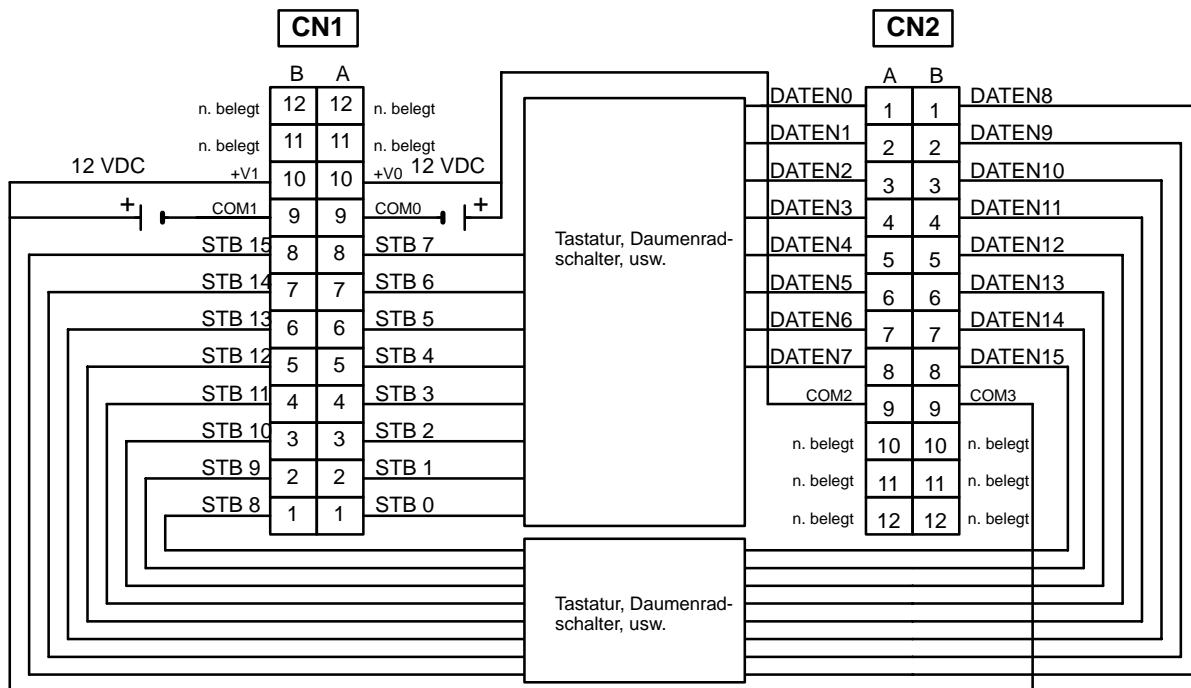 CN1
CN2
B A
A B
n. belegt 12 12 n. belegt
n. belegt 11 11 n. belegt
12 VDC +V1 10 10 +V0 12 VDC
+ COM1 9 9 COM0 +
STB 15 8 8 STB 7
STB 14 7 7 STB 6
STB 13 6 6 STB 5
STB 12 5 5 STB 4
STB 11 4 4 STB 3
STB 10 3 3 STB 2
STB 9 2 2 STB 1
STB 8 1 1 STB 0
Tastatur, Daumenrad-
schalter, usw.
DATEN0 1 1 DATEN8
DATEN1 2 2 DATEN9
DATEN2 3 3 DATEN10
DATEN3 4 4 DATEN11
DATEN4 5 5 DATEN12
DATEN5 6 6 DATEN13
DATEN6 7 7 DATEN14
DATEN7 8 8 DATEN15
COM2 9 9 COM3
n. belegt 10 10 n. belegt
n. belegt 11 11 n. belegt
n. belegt 12 12 n. belegt
Tastatur, Daumenrad-
schalter, usw.